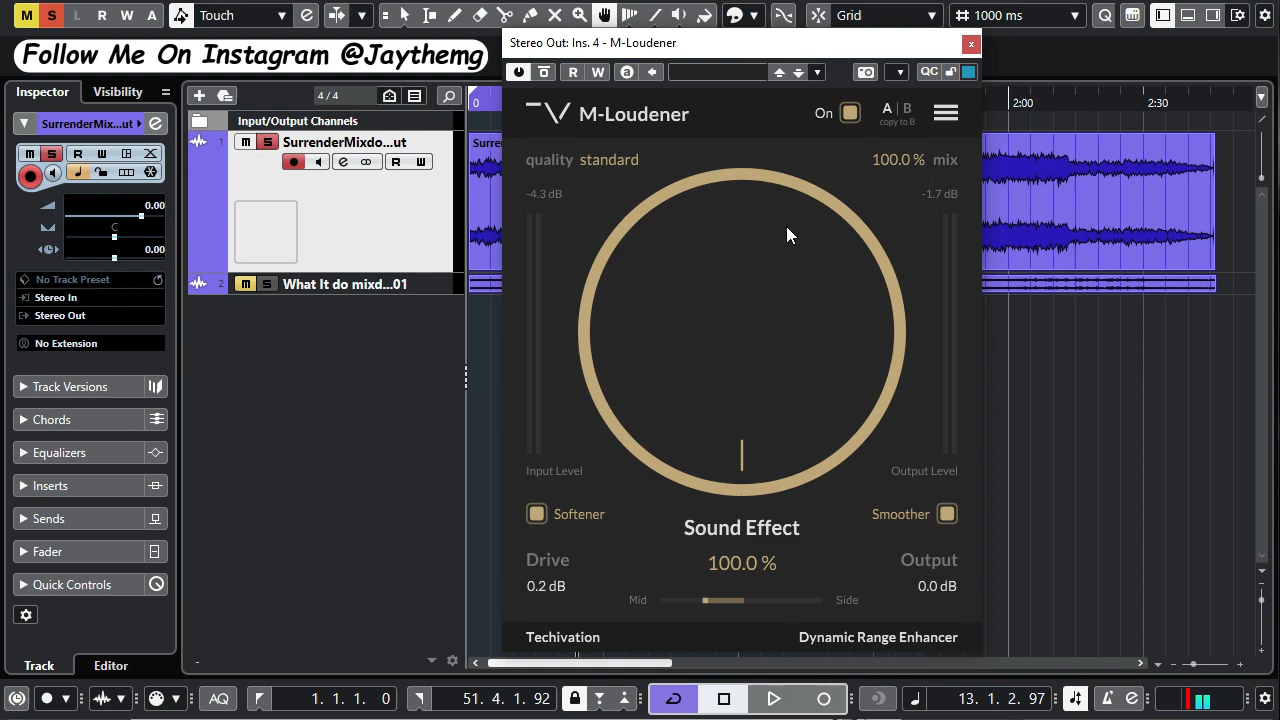 M S L R W A Touch Grid 1000 ms Q
Follow Me On Instagram @Jaythemg
Stereo Out: Ins. 4 - M-Loudener x
R W a QC
Inspector Visibility
4/4 0 2:00 2:30
M-Loudener On A | B
copy to B
SurrenderMix...ut
Input/Output Channels
1 m S SurrenderMixdo...ut
R W
m S R W
quality standard 100.0 % mix
-4.3 dB -1.7 dB
0.00
C
0.00
No Track Preset
2 m S What It do mixd...01
Stereo In
Stereo Out
No Extension
Track Versions
Chords
Equalizers
Inserts
Sends
Fader
Quick Controls
Input Level Output Level
Softener Smoother
Sound Effect
Drive 100.0 % Output
0.2 dB 0.0 dB
Mid Side
Techivation Dynamic Range Enhancer
Track Editor
AQ 1. 1. 1. 0 51. 4. 1. 92 13. 1. 2. 97